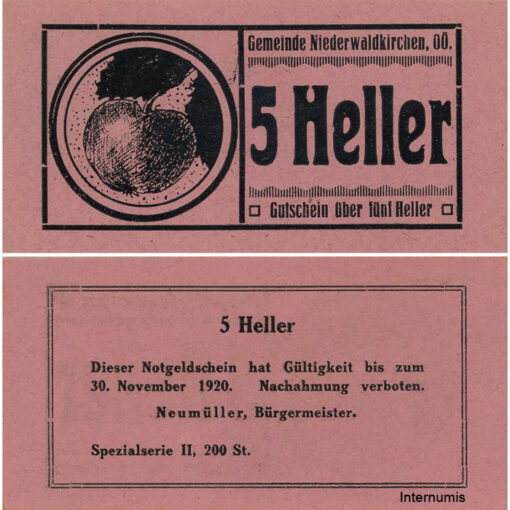 Gemeinde Niederwaldkirchen, OÖ.
5 Heller
Gutschein über fünf Heller
5 Heller
Dieser Notgeldschein hat Gültigkeit bis zum
30. November 1920. Nachahmung verboten.
Neumüller, Bürgermeister.
Spezialserie II, 200 St.
Internumis